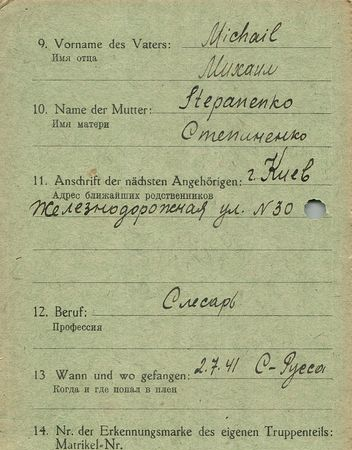 9. Vorname des Vaters: Michail
Имя отца
Михаил
10. Name der Mutter: Stepanenko
Имя матери
Степиненко
11. Anschrift der nächsten Angehörigen: г. Киев
Адрес ближайших родственников
Железнодорожная ул. N 30
12. Beruf: Слесарь
Профессия
13 Wann und wo gefangen: 2.7.41 С-Русса
Когда и где попал в плен
14. Nr. der Erkennungsmarke des eigenen Truppenteils:
Matrikel-Nr.